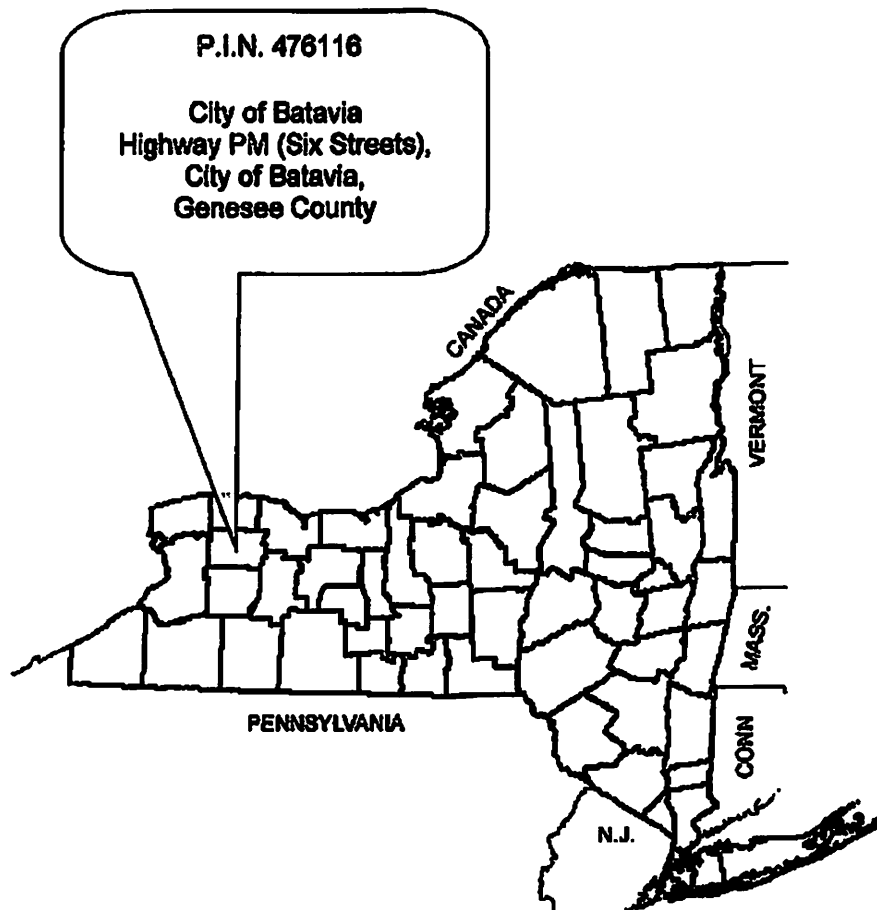 P.I.N. 476116
City of Batavia
Highway PM (Six Streets),
City of Batavia,
Genesee County
CANADA
VERMONT
MASS.
PENNSYLVANIA
CONN
N.J.